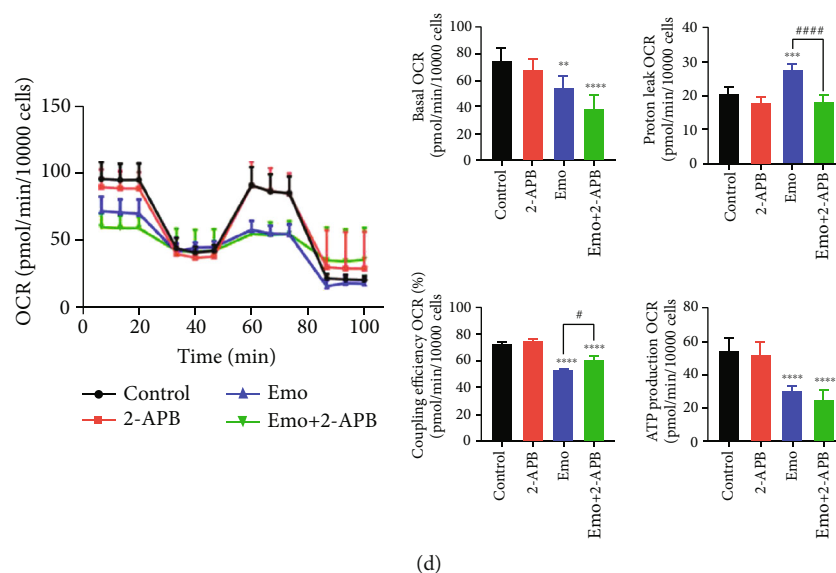 OCR (pmol/min/10000 cells)
150
100
50
0
0
20
40
60
80
100
Time (min)
Control
2-APB
Emo
Emo+2-APB
Basal OCR
(pmol/min/10000 cells
100
80
60
40
20
0
**
****
Control
2-APB
Emo
Emo+2-APB
Proton leak OCR
(pmol/min/10000 cells
40
30
20
10
0
***
####
Control
2-APB
Emo
Emo+2-APB
Coupling efficiency OCR (%)
(pmol/min/10000 cells
100
80
60
40
20
0
****
#
****
Control
2-APB
Emo
Emo+2-APB
ATP production OCR
(pmol/min/10000 cells
80
60
40
20
0
****
****
Control
2-APB
Emo
Emo+2-APB
(d)